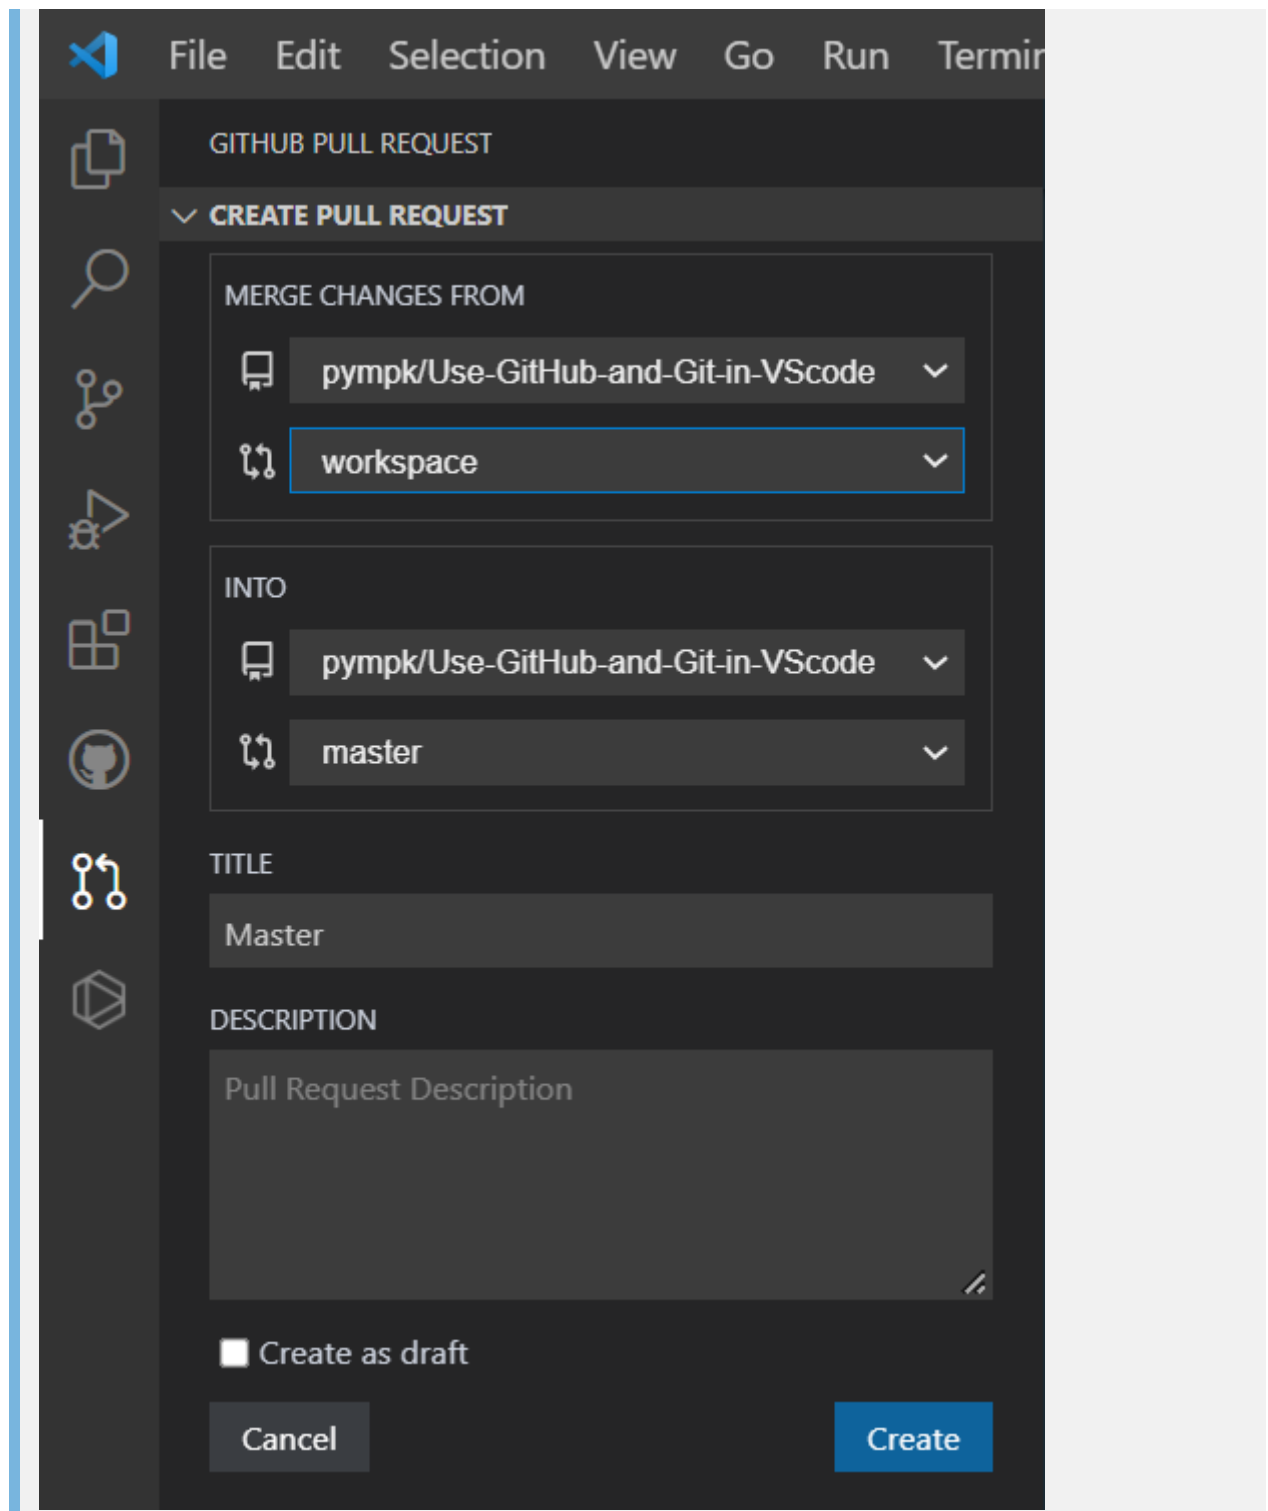 File Edit Selection View Go Run
GITHUB PULL REQUEST
CREATE PULL REQUEST
MERGE CHANGES FROM
pympk/Use-GitHub-and-Git-in-VScode
workspace
INTO
pympk/Use-GitHub-and-Git-in-VScode
master
TITLE
Master
DESCRIPTION
Pull Request Description
Create as draft
Cancel Create